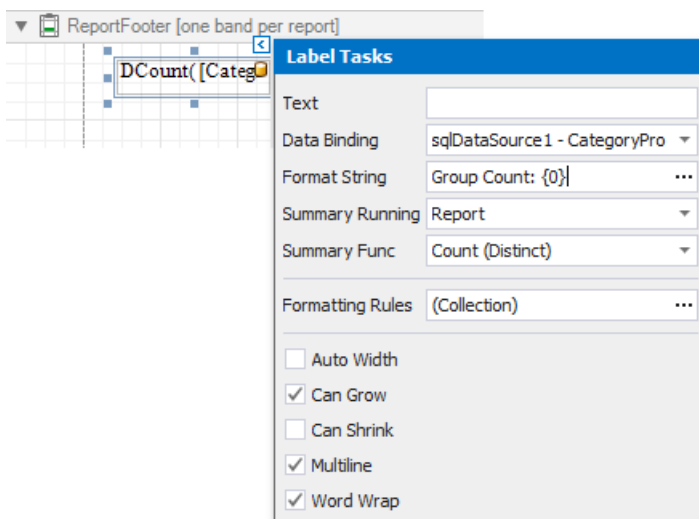 ReportFooter [one band per report]
DCount([Categ
Label Tasks
Text
Data Binding sqlDataSource1 - CategoryPro
Format String Group Count: {0}
Summary Running Report
Summary Func Count (Distinct)
Formatting Rules (Collection)
Auto Width
Can Grow
Can Shrink
Multiline
Word Wrap